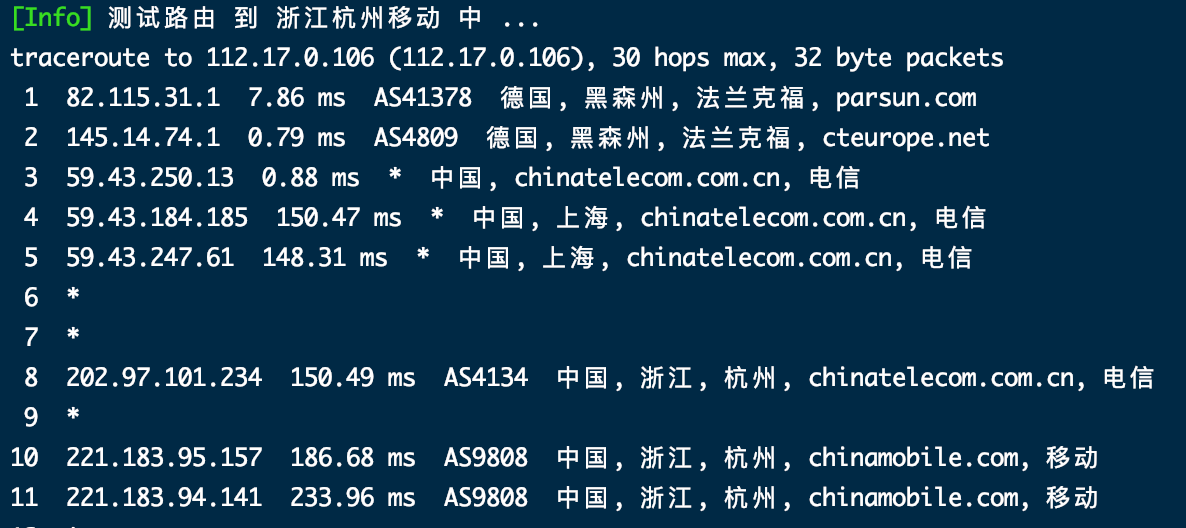 [Info] 测试路由 到 浙江杭州移动 中 ...
traceroute to 112.17.0.106 (112.17.0.106), 30 hops max, 32 byte packets
1 82.115.31.1 7.86 ms AS41378 德国, 黑森州, 法兰克福, parsun.com
2 145.14.74.1 0.79 ms AS4809 德国, 黑森州, 法兰克福, cteurope.net
3 59.43.250.13 0.88 ms * 中国, chinatelecom.com.cn, 电信
4 59.43.184.185 150.47 ms * 中国, 上海, chinatelecom.com.cn, 电信
5 59.43.247.61 148.31 ms * 中国, 上海, chinatelecom.com.cn, 电信
6 *
7 *
8 202.97.101.234 150.49 ms AS4134 中国, 浙江, 杭州, chinatelecom.com.cn, 电信
9 *
10 221.183.95.157 186.68 ms AS9808 中国, 浙江, 杭州, chinamobile.com, 移动
11 221.183.94.141 233.96 ms AS9808 中国, 浙江, 杭州, chinamobile.com, 移动